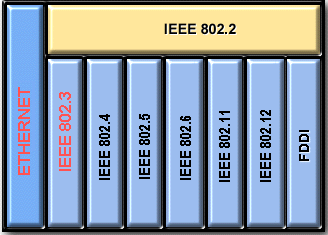 IEEE 802.2
ETHERNET
IEEE 802.3
IEEE 802.4
IEEE 802.5
IEEE 802.6
IEEE 802.11
IEEE 802.12
FDDI